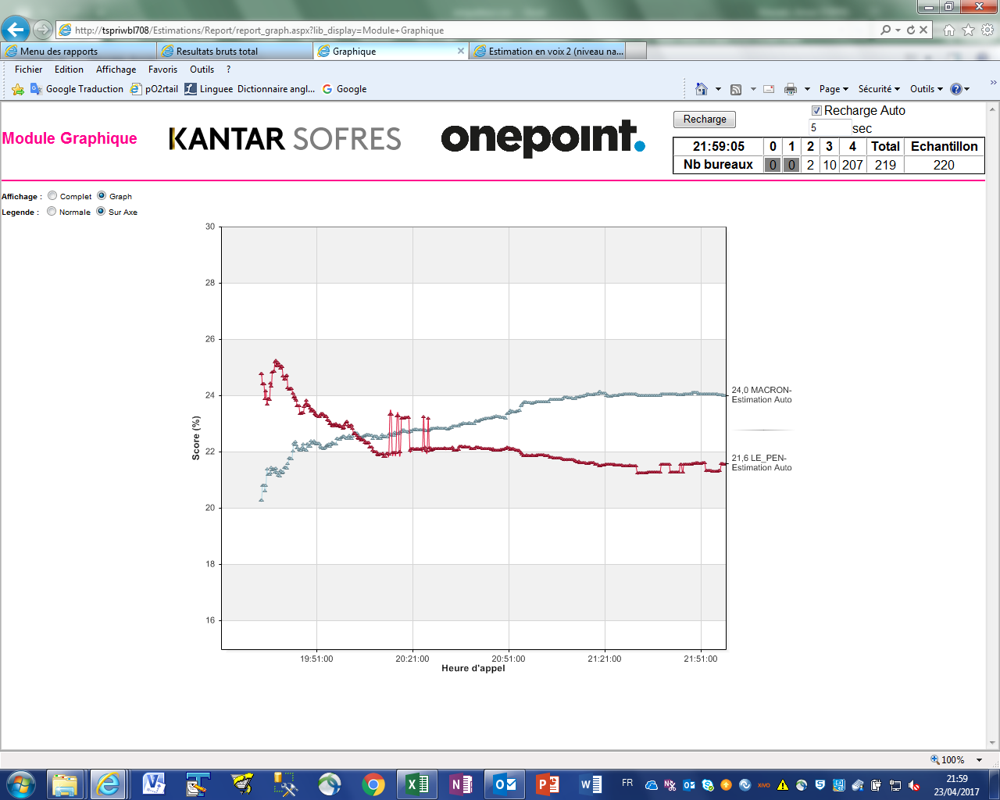 http://tspriwbl708/Estimations/Report/report_graph.aspx?lib_display=Module+Graphique
Menu des rapports
Resultats bruts total
Graphique
Estimation en voix 2 (niveau na...
Fichier Edition Affichage Favoris Outils ?
Google Traduction pO2rtail Linguee Dictionnaire angl... Google
Page Sécurité Outils
Module Graphique
KANTAR SOFRES
onepoint.
Recharge
Recharge Auto
5 sec
21:59:05 0 1 2 3 4 Total Echantillon
Nb bureaux 0 0 2 10 207 219 220
Affichage : Complet Graph
Legende : Normale Sur Axe
30
28
26
24
22
20
18
16
Score (%)
24,0 MACRON-
Estimation Auto
21,6 LE_PEN-
Estimation Auto
19:51:00 20:21:00 20:51:00 21:21:00 21:51:00
Heure d'appel
100%
FR
XIVO
21:59
23/04/2017